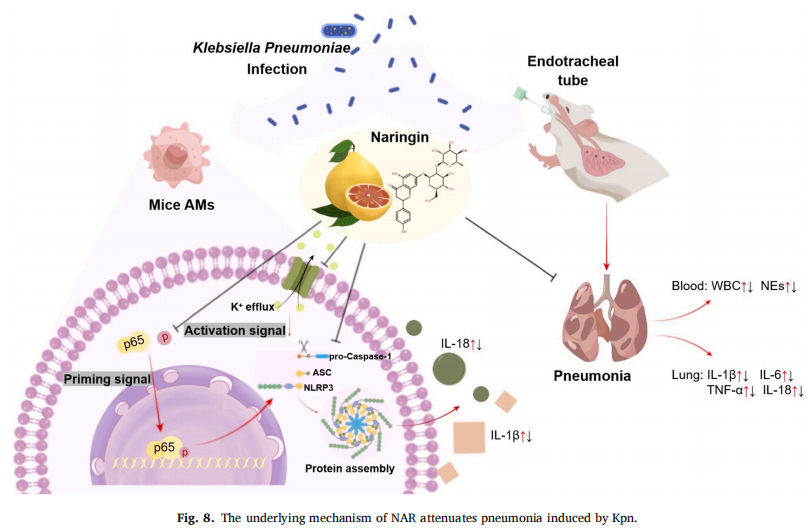 Klebsiella Pneumoniae
Infection
Endotracheal
tube
Naringin
Mice AMs
K⁺ efflux
Activation signal
p65
p
Priming signal
pro-Caspase-1
ASC
NLRP3
Protein assembly
p65
p
IL-18↑↓
IL-1β↑↓
Pneumonia
Blood: WBC↑↓ NEs↑↓
Lung: IL-1β↑↓ IL-6↑↓
TNF-α↑↓ IL-18↑↓
Fig. 8. The underlying mechanism of NAR attenuates pneumonia induced by Kpn.